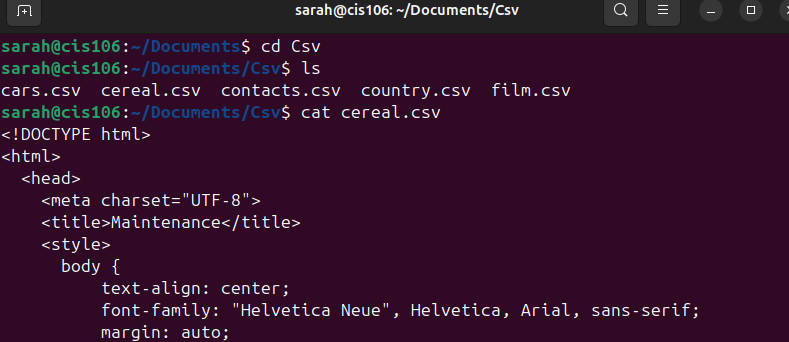 sarah@cis106: ~/Documents/Csv
sarah@cis106:~/Documents$ cd Csv
sarah@cis106:~/Documents/Csv$ ls
cars.csv  cereal.csv  contacts.csv  country.csv  film.csv
sarah@cis106:~/Documents/Csv$ cat cereal.csv
<!DOCTYPE html>
<html>
  <head>
    <meta charset="UTF-8">
    <title>Maintenance</title>
    <style>
      body {
          text-align: center;
          font-family: "Helvetica Neue", Helvetica, Arial, sans-serif;
          margin: auto;